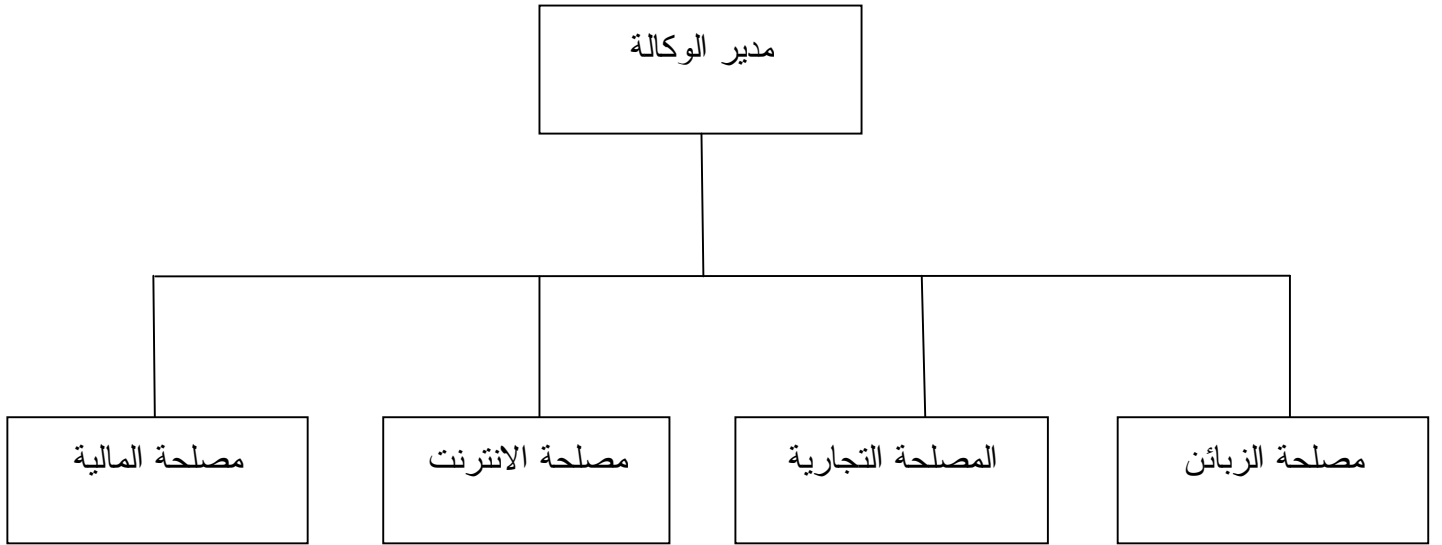 مدير الوكالة
مصلحة الزبائن
المصلحة التجارية
مصلحة الانترنت
مصلحة المالية